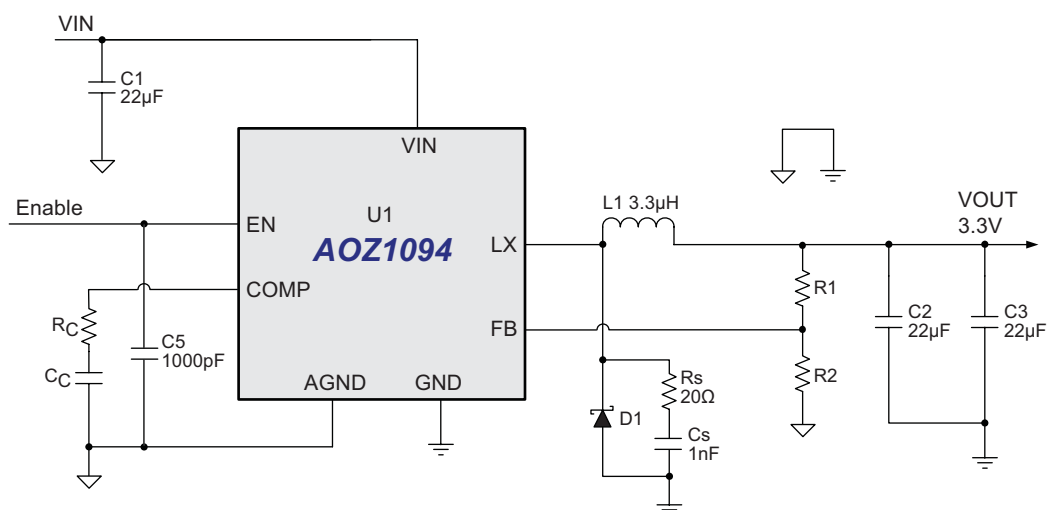 VIN
C1
22µF
VIN
Enable
EN
U1
AOZ1094
LX
L1 3.3µH
VOUT
3.3V
COMP
RC
CC
C5
1000pF
FB
R1
R2
C2
22µF
C3
22µF
AGND
GND
D1
Rs
20Ω
Cs
1nF